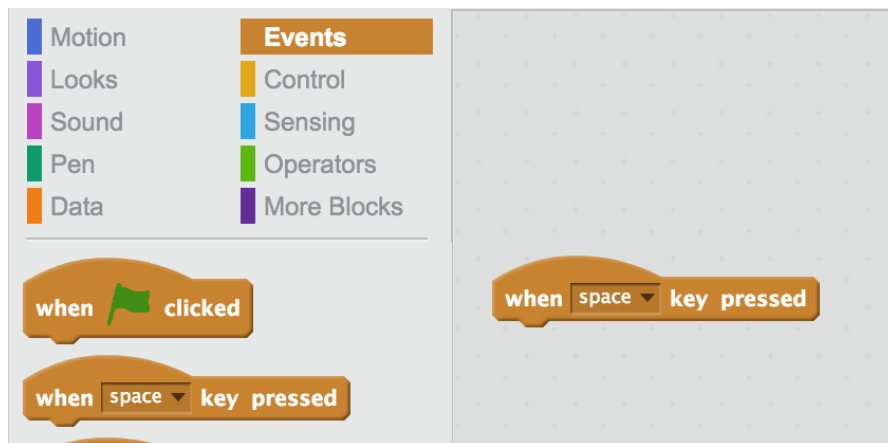 Motion
Events
Looks
Control
Sound
Sensing
Pen
Operators
Data
More Blocks
when clicked
when space key pressed
when space key pressed